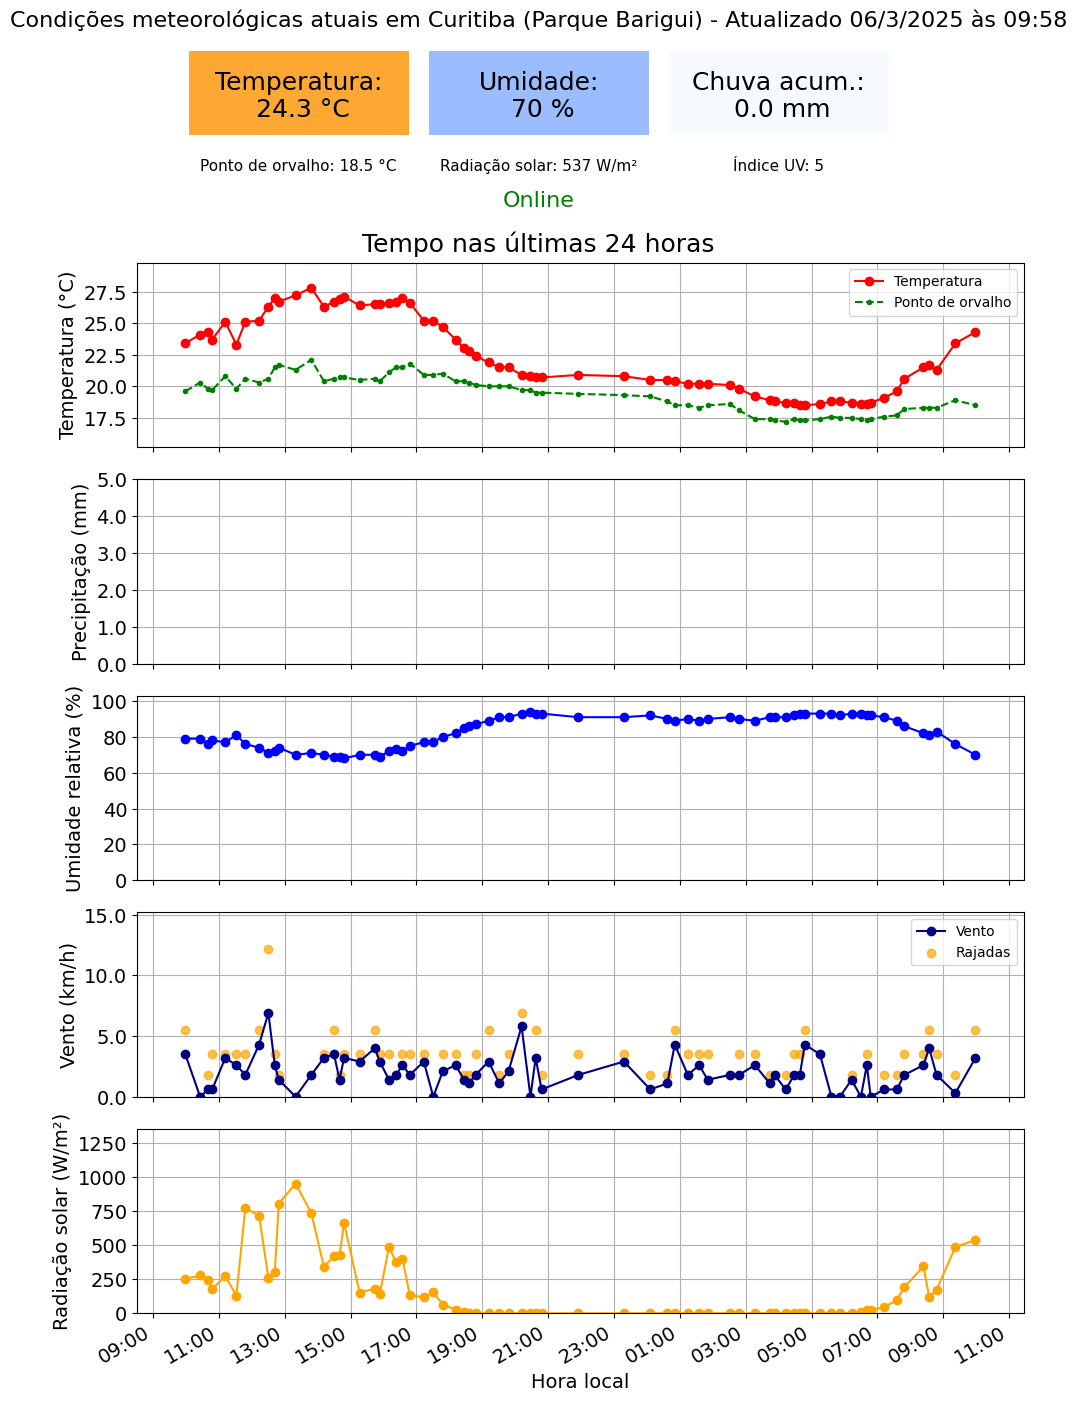 Condições meteorológicas atuais em Curitiba (Parque Barigui) - Atualizado 06/3/2025 às 09:58
Temperatura:
24.3 °C
Umidade:
70 %
Chuva acum.:
0.0 mm
Ponto de orvalho: 18.5 °C
Radiação solar: 537 W/m²
Índice UV: 5
Online
Tempo nas últimas 24 horas
Temperatura (°C)
27.5
25.0
22.5
20.0
17.5
Temperatura
Ponto de orvalho
Precipitação (mm)
5.0
4.0
3.0
2.0
1.0
0.0
Umidade relativa (%)
100
80
60
40
20
0
Vento (km/h)
15.0
10.0
5.0
0.0
Vento
Rajadas
Radiação solar (W/m²)
1250
1000
750
500
250
0
09:00
11:00
13:00
15:00
17:00
19:00
21:00
23:00
01:00
03:00
05:00
07:00
09:00
11:00
Hora local